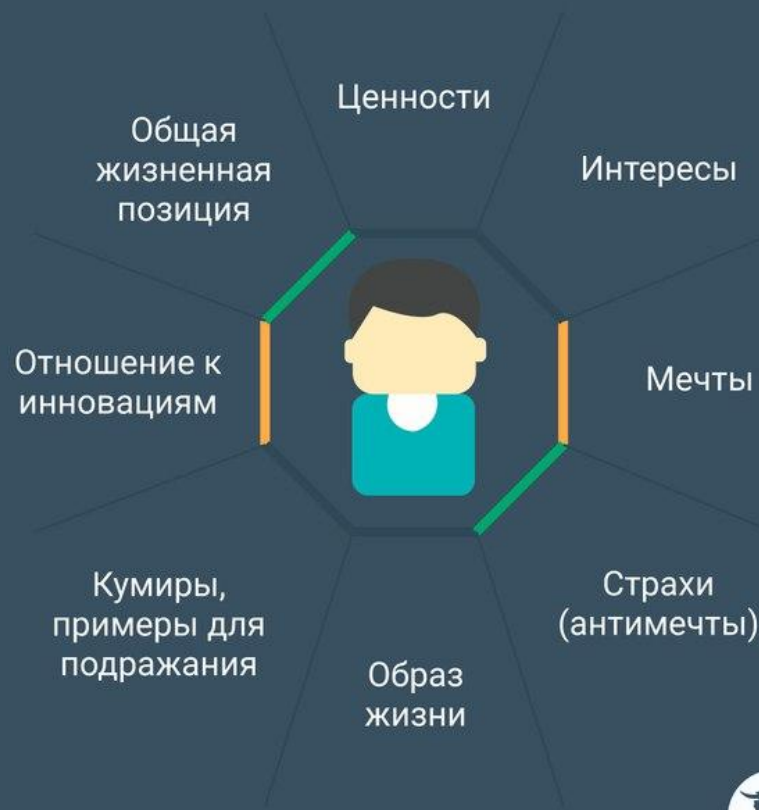 Ценности
Общая
жизненная
позиция
Интересы
Отношение к
инновациям
Мечты
Кумиры,
примеры для
подражания
Страхи
(антимечты)
Образ
жизни